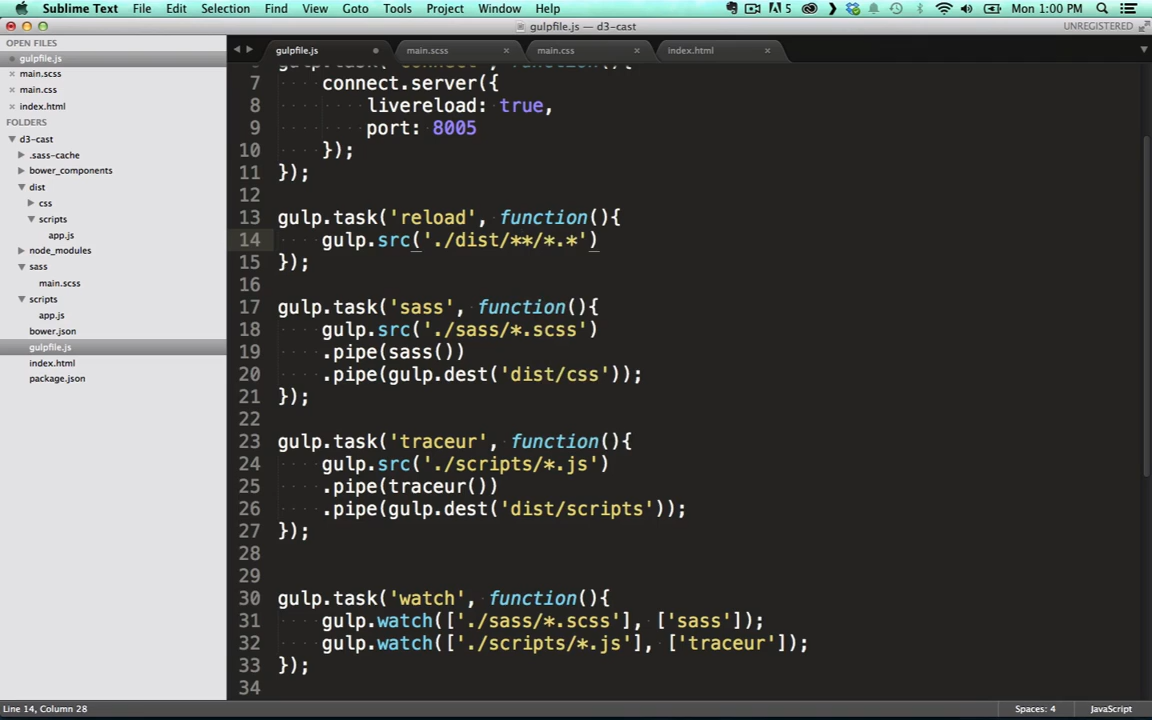 Sublime Text File Edit Selection Find View Goto Tools Project Window Help 5 Mon 1:00 PM
gulpfile.js — d3-cast UNREGISTERED
OPEN FILES
gulpfile.js
main.scss
main.css
index.html
FOLDERS
d3-cast
.sass-cache
bower_components
dist
css
scripts
app.js
node_modules
sass
main.scss
scripts
app.js
bower.json
gulpfile.js
index.html
package.json
gulpfile.js main.scss main.css index.html
7 connect.server({
8 livereload: true,
9 port: 8005
10 });
11 });
12
13 gulp.task('reload', function(){
14 gulp.src('./dist/**/*.*')
15 });
16
17 gulp.task('sass', function(){
18 gulp.src('./sass/*.scss')
19 .pipe(sass())
20 .pipe(gulp.dest('dist/css'));
21 });
22
23 gulp.task('traceur', function(){
24 gulp.src('./scripts/*.js')
25 .pipe(traceur())
26 .pipe(gulp.dest('dist/scripts'));
27 });
28
29
30 gulp.task('watch', function(){
31 gulp.watch(['./sass/*.scss'], ['sass']);
32 gulp.watch(['./scripts/*.js'], ['traceur']);
33 });
34
Line 14, Column 28 Spaces: 4 JavaScript